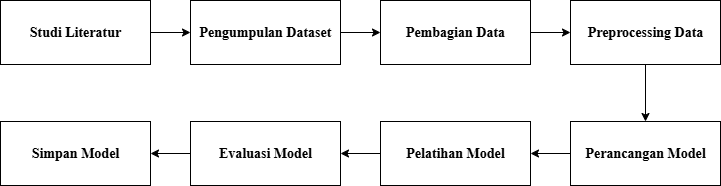 Studi Literatur
Pengumpulan Dataset
Pembagian Data
Preprocessing Data
Perancangan Model
Pelatihan Model
Evaluasi Model
Simpan Model